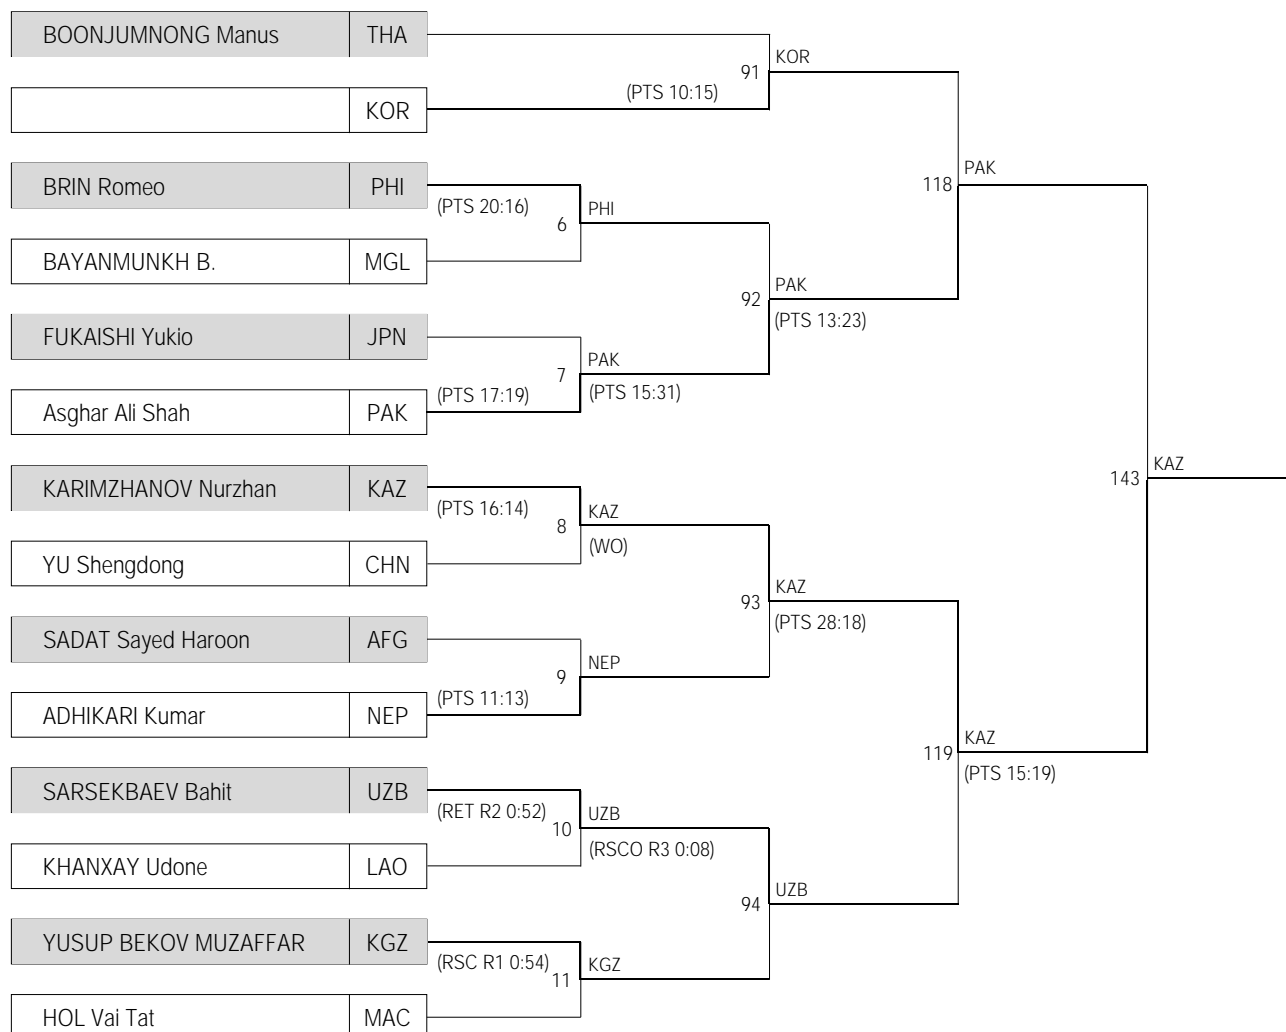 BOONJUMNONG Manus THA
KOR
91
(PTS 10:15)
KOR
BRIN Romeo PHI
(PTS 20:16)
6
PHI
118
PAK
BAYANMUNKH B. MGL
92
PAK
(PTS 13:23)
FUKAISHI Yukio JPN
7
PAK
(PTS 15:31)
Asghar Ali Shah PAK
(PTS 17:19)
143
KAZ
KARIMZHANOV Nurzhan KAZ
(PTS 16:14)
8
KAZ
(WO)
YU Shengdong CHN
93
KAZ
(PTS 28:18)
SADAT Sayed Haroon AFG
9
NEP
ADHIKARI Kumar NEP
(PTS 11:13)
119
KAZ
(PTS 15:19)
SARSEKBAEV Bahit UZB
(RET R2 0:52)
10
UZB
(RSCO R3 0:08)
KHANXAY Udone LAO
94
UZB
YUSUP BEKOV MUZAFFAR KGZ
(RSC R1 0:54)
11
KGZ
HOL Vai Tat MAC